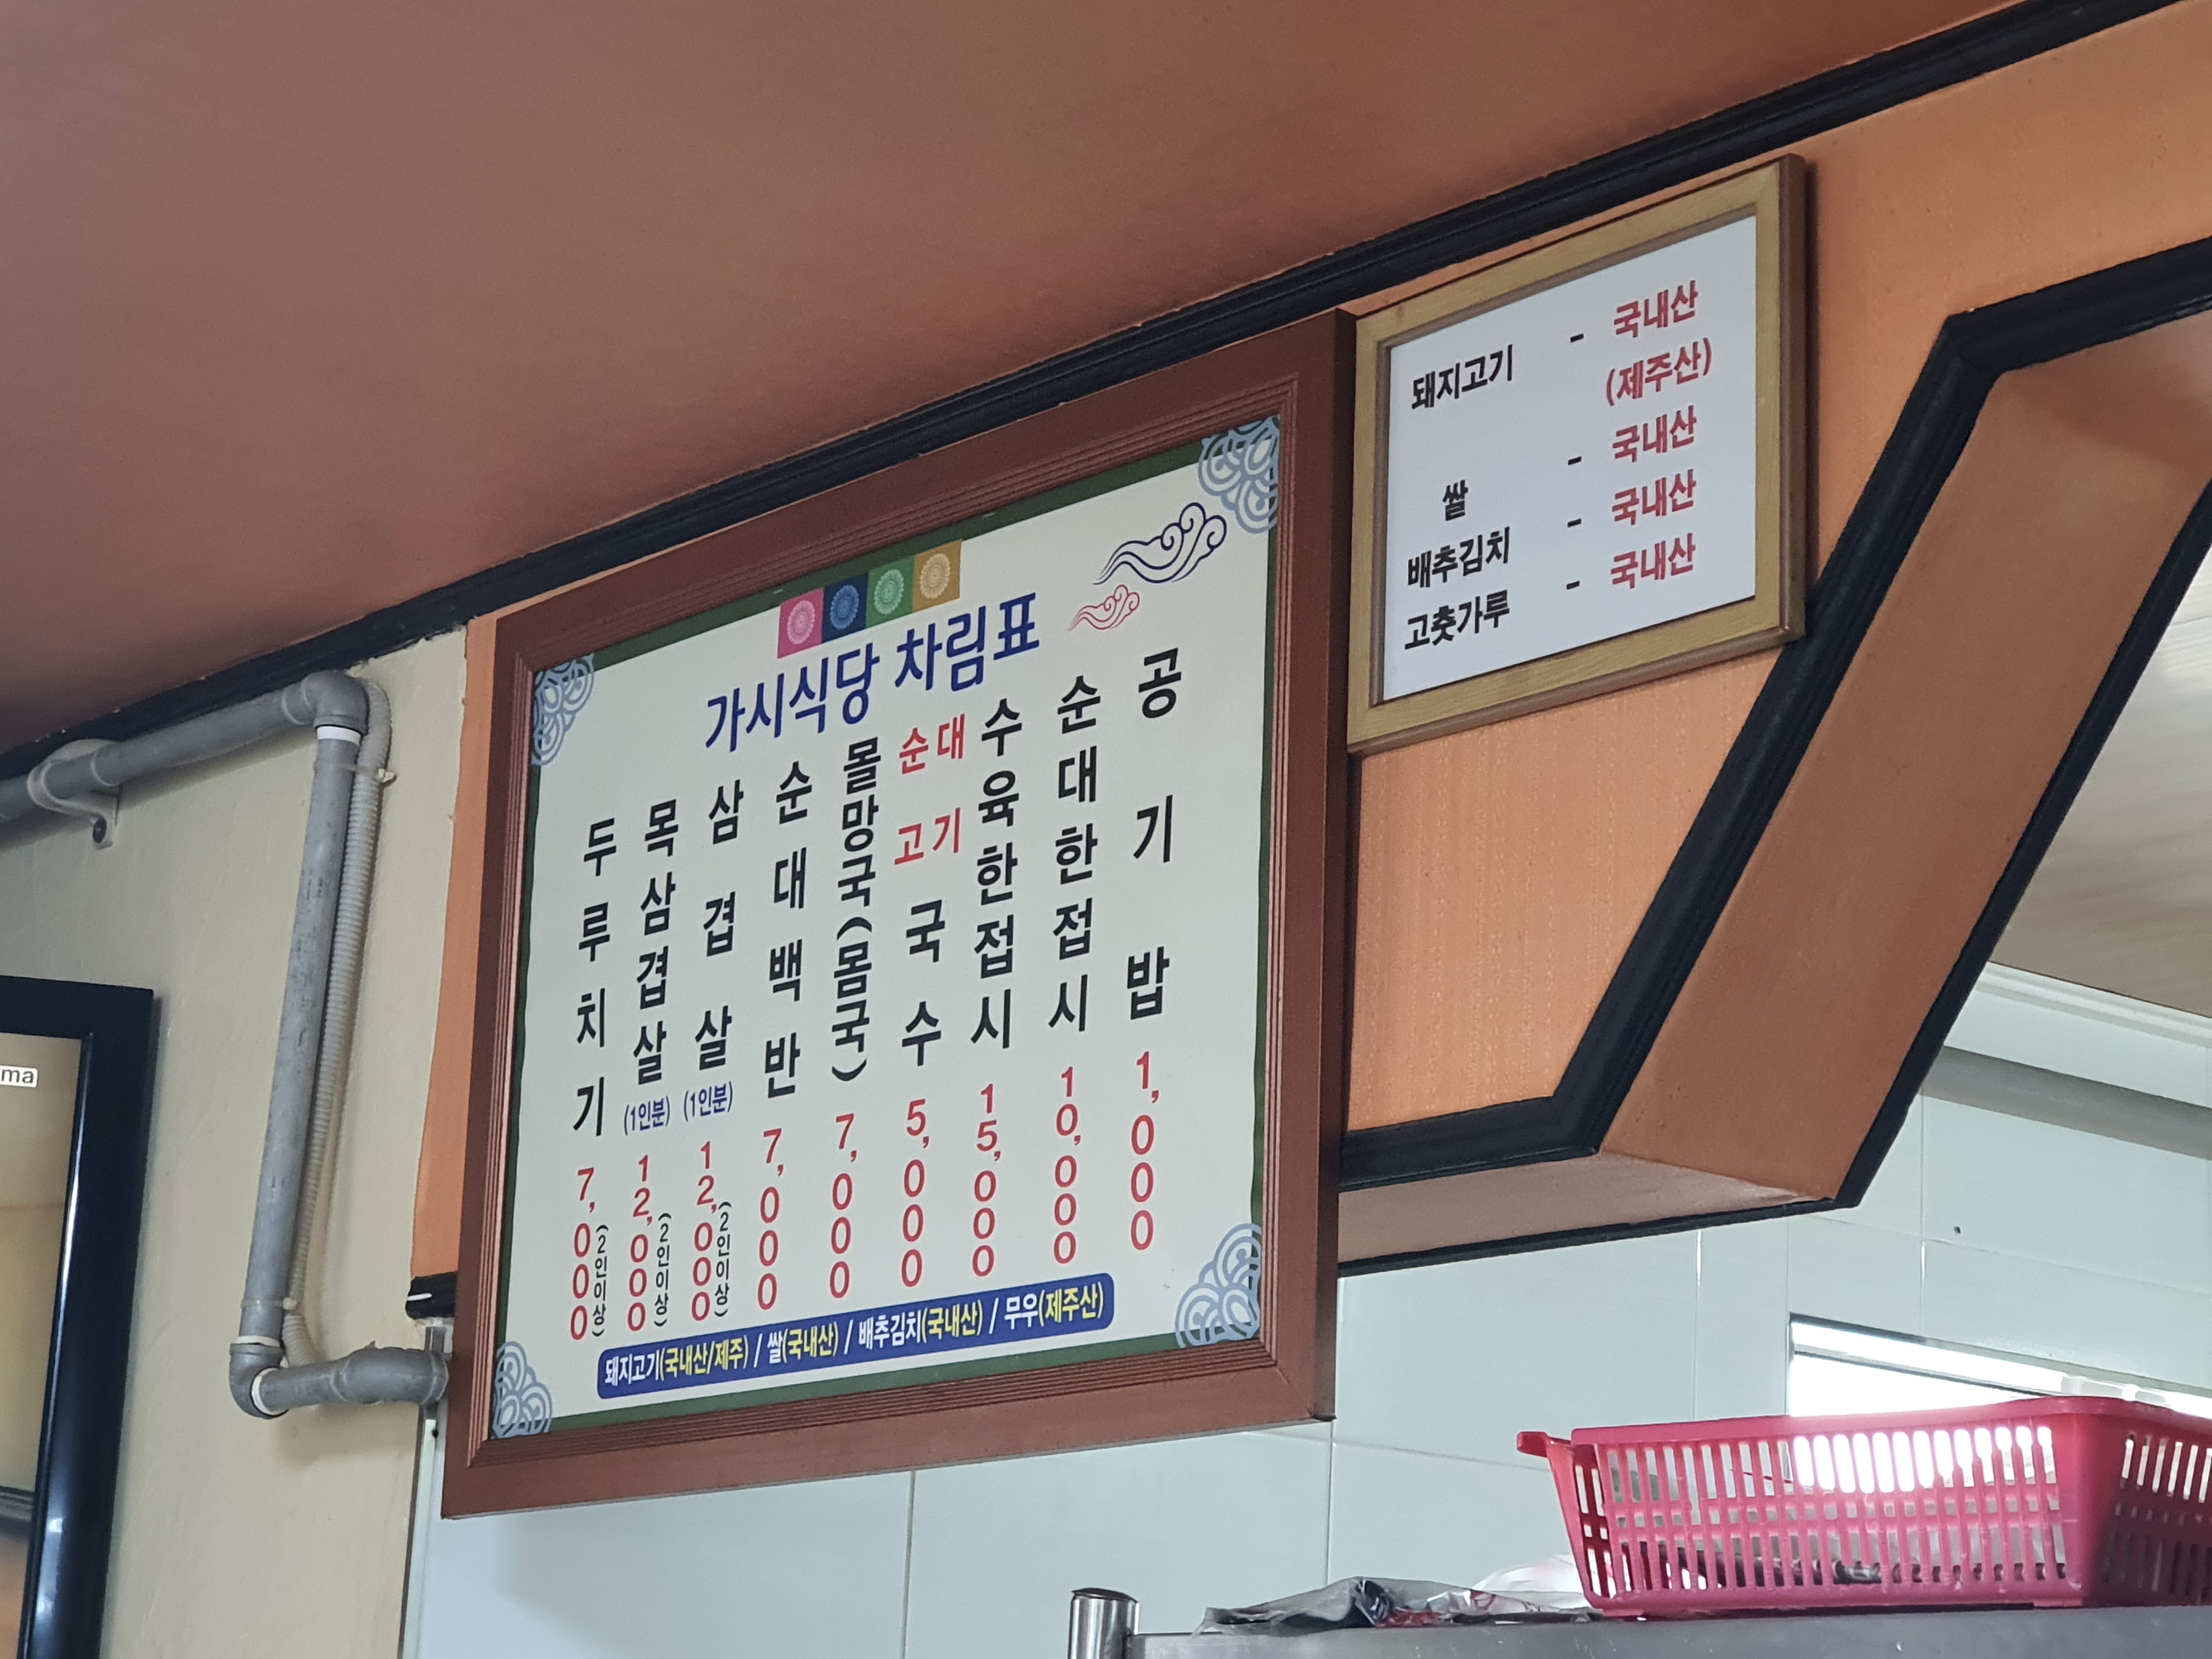 가시식당 차림표
두루치기 7,000 (2인이상)
목삼겹살 (1인분) 12,000 (2인이상)
삼겹살 (1인분) 12,000 (2인이상)
순대백반 7,000
몰망국(몸국) 7,000
순대 고기 국수 5,000
수육한접시 15,000
순대한접시 10,000
공기밥 1,000
돼지고기(국내산/제주) / 쌀(국내산) / 배추김치(국내산) / 무우(제주산)
돼지고기 - 국내산
(제주산)
쌀 - 국내산
배추김치 - 국내산
고춧가루 - 국내산
ma